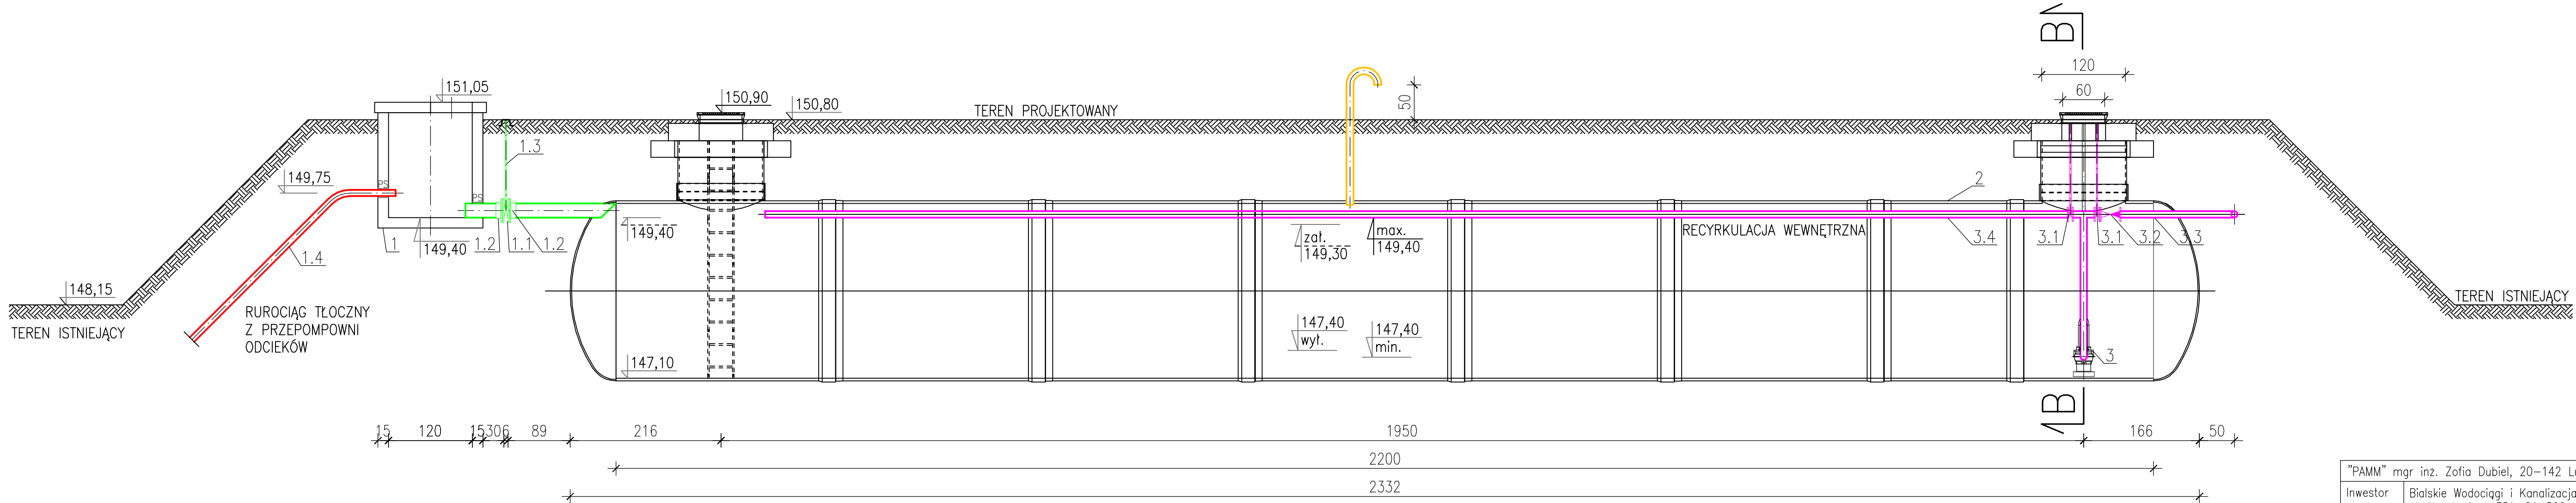 B
120
60
151,05
150,90
150,80
TEREN PROJEKTOWANY
50
1.3
149,75
PS
PS
2
149,40
1
149,40
1.2
1.1
1.2
1.4
zał.
149,30
max.
149,40
RECYRKULACJA WEWNĘTRZNA
3.4
3.1
3.1
3.2
3.3
148,15
TEREN ISTNIEJĄCY
TEREN ISTNIEJĄCY
RUROCIĄG TŁOCZNY
Z PRZEPOMPOWNI
ODCIEKÓW
147,40
wył.
147,40
min.
147,10
3
B
15
120
15
30
6
89
216
1950
166
50
2200
2332
"PAMM" mgr inż. Zofia Dubiel, 20-142
Inwestor
Bialskie Wodociągi i Kanalizacja